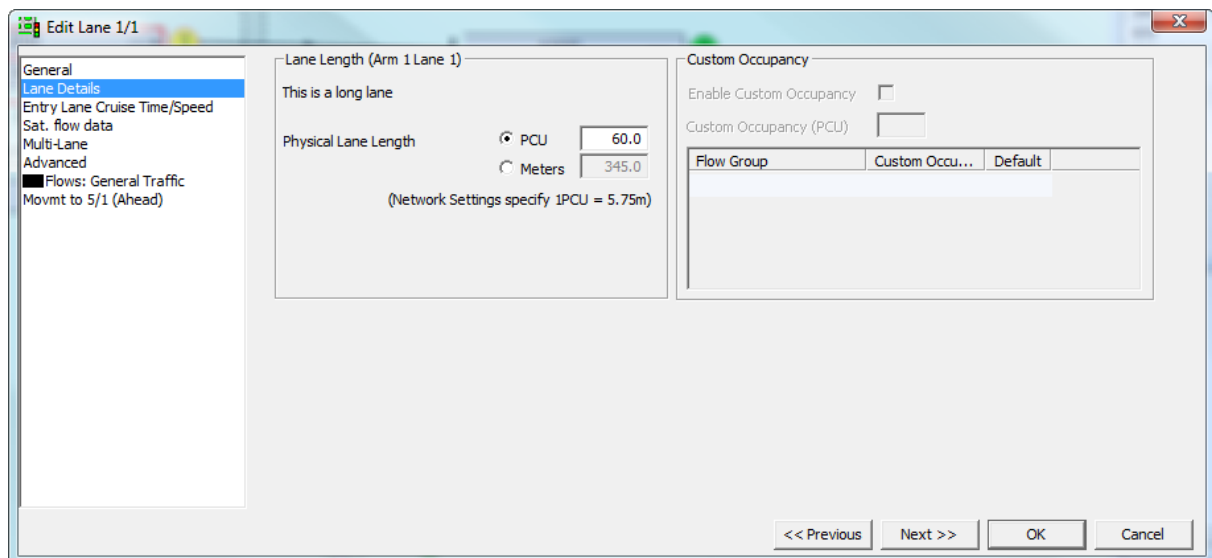 Edit Lane 1/1
General
Lane Details
Entry Lane Cruise Time/Speed
Sat. flow data
Multi-Lane
Advanced
Flows: General Traffic
Movmt to 5/1 (Ahead)
Lane Length (Arm 1 Lane 1)
This is a long lane
Physical Lane Length PCU 60.0
Meters 345.0
(Network Settings specify 1PCU = 5.75m)
Custom Occupancy
Enable Custom Occupancy
Custom Occupancy (PCU)
Flow Group Custom Occu... Default
<< Previous Next >> OK Cancel